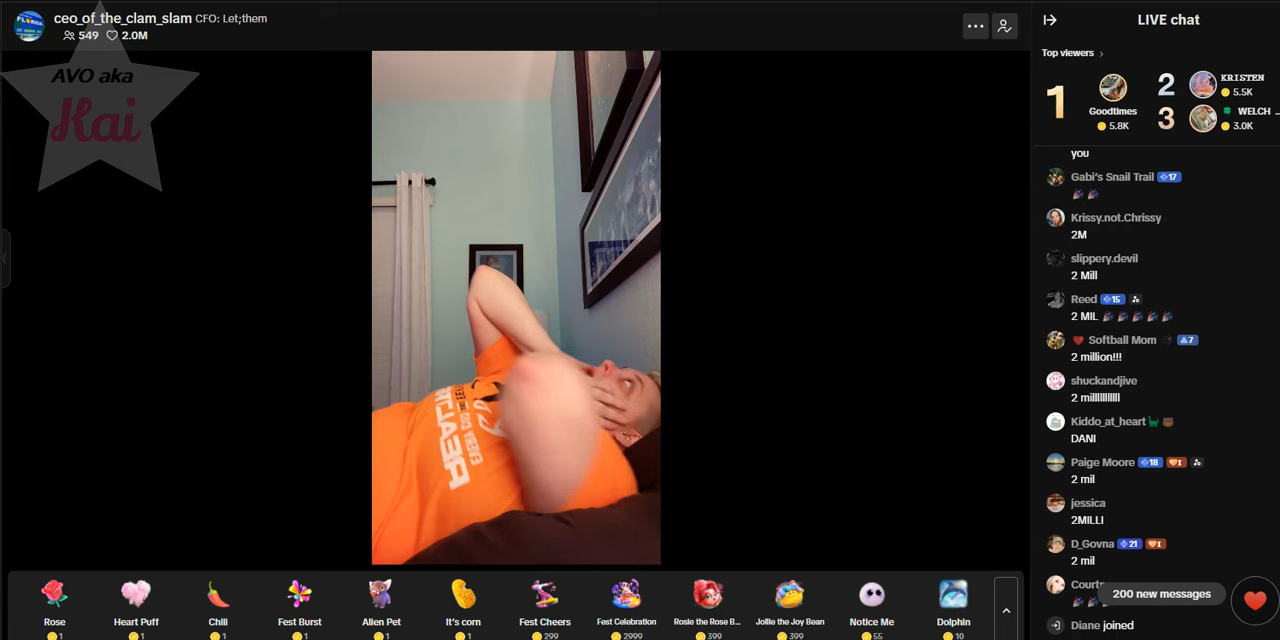 ceo_of_the_clam_slam CFO: Let;them
549 2.0M
AVO aka
Kai
FLORIDA
LIVE chat
Top viewers
1
Goodtimes
5.8K
2
KRISTEN
5.5K
3
WELCH ..
3.0K
you
Gabi's Snail Trail 17
Krissy.not.Chrissy
2M
slippery.devil
2 Mill
Reed 15
2 MIL
Softball Mom 7
2 million!!!
shuckandjive
2 millllllllllll
Kiddo_at_heart
DANI
Paige Moore 18 I
2 mil
jessica
2MILLI
D_Govna 21 I
2 mil
Courts
200 new messages
Diane joined
Rose
1
Heart Puff
1
Chili
1
Fest Burst
1
Alien Pet
1
It's corn
1
Fest Cheers
299
Fest Celebration
2999
Rosie the Rose B...
399
Jollie the Joy Bean
399
Notice Me
55
Dolphin
10